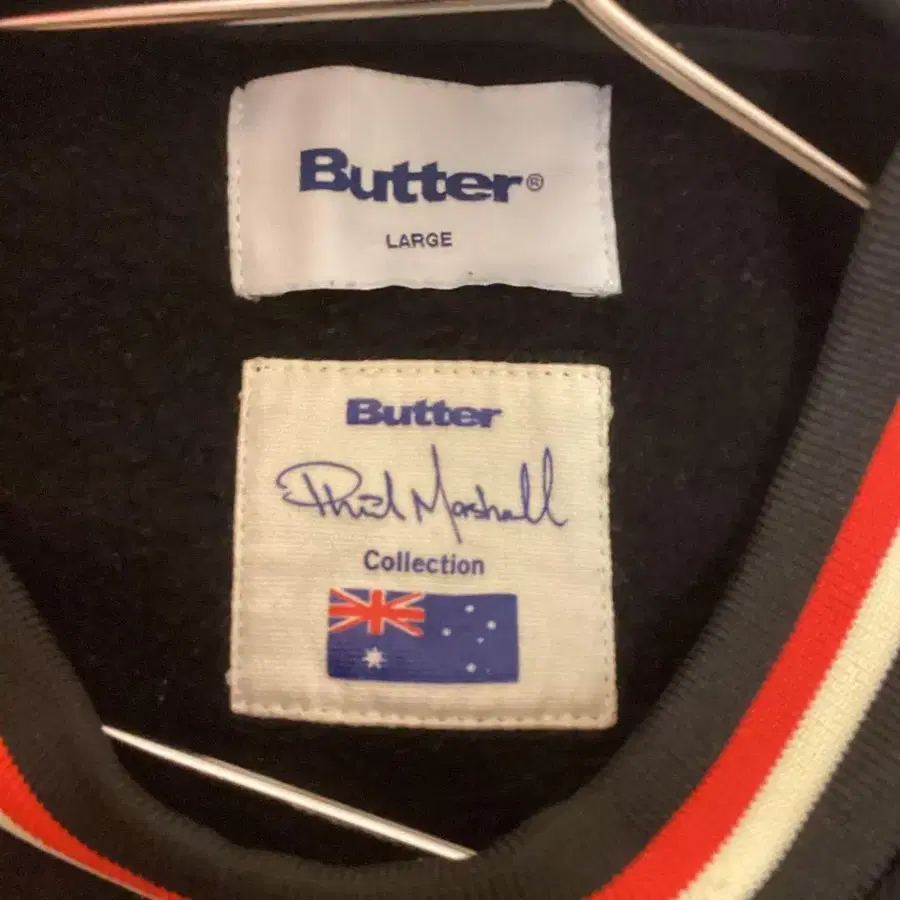 Butter®
LARGE
Butter
Phil Marshall
Collection